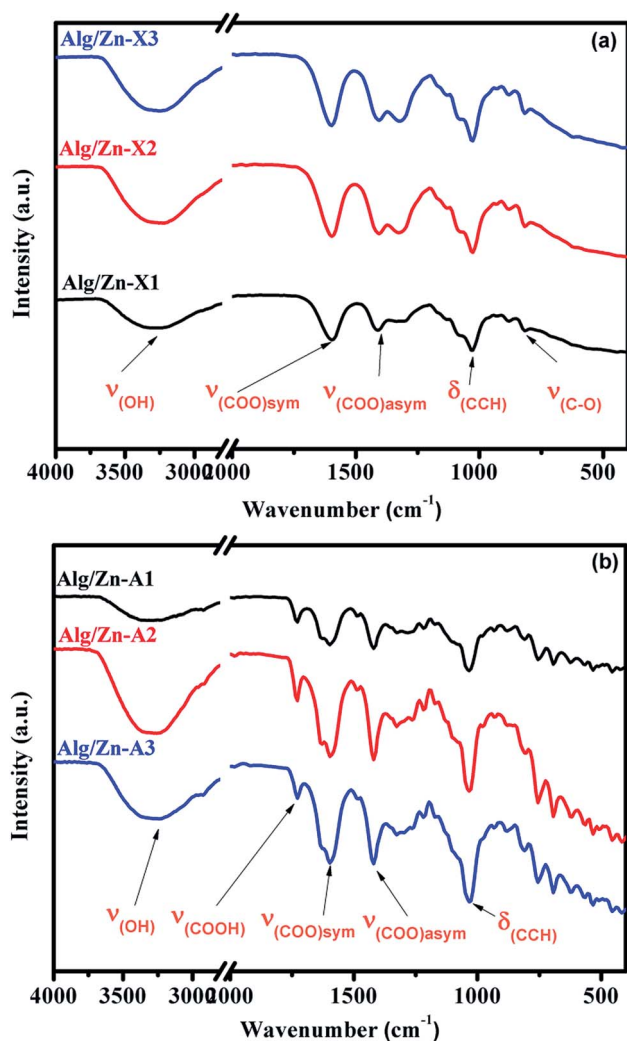 (a)
Alg/Zn-X3
Alg/Zn-X2
Alg/Zn-X1
Intensity (a.u.)
ν(OH)
ν(COO)sym
ν(COO)asym
δ(CCH)
ν(C-O)
4000 3500 3000 2000 1500 1000 500
Wavenumber (cm-1)
(b)
Alg/Zn-A1
Alg/Zn-A2
Alg/Zn-A3
Intensity (a.u.)
ν(OH)
ν(COOH)
ν(COO)sym
ν(COO)asym
δ(CCH)
4000 3500 3000 2000 1500 1000 500
Wavenumber (cm-1)